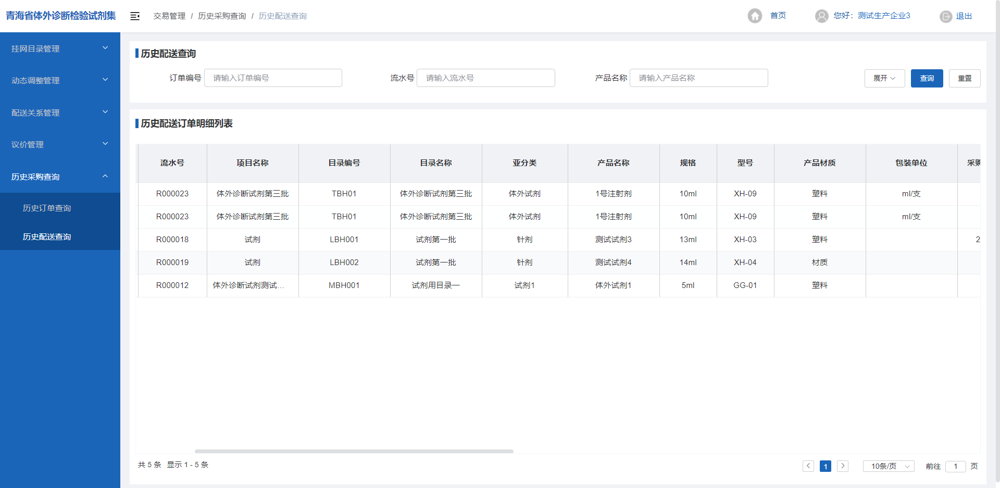 青海省体外诊断检验试剂集
交易管理 / 历史采购查询 / 历史配送查询
首页
您好：测试生产企业3
退出
挂网目录管理
动态调整管理
配送关系管理
议价管理
历史采购查询
历史订单查询
历史配送查询
历史配送查询
订单编号 请输入订单编号 流水号 请输入流水号 产品名称 请输入产品名称 展开 查询 重置
历史配送订单明细列表
流水号 项目名称 目录编号 目录名称 亚分类 产品名称 规格 型号 产品材质 包装单位 采购
R000023 体外诊断试剂第三批 TBH01 体外诊断试剂第三批 体外试剂 1号注射剂 10ml XH-09 塑料 ml/支
R000023 体外诊断试剂第三批 TBH01 体外诊断试剂第三批 体外试剂 1号注射剂 10ml XH-09 塑料 ml/支
R000018 试剂 LBH001 试剂第一批 针剂 测试试剂3 13ml XH-03 塑料 2
R000019 试剂 LBH002 试剂第一批 针剂 测试试剂4 14ml XH-04 材质
R000012 体外诊断试剂测试... MBH001 试剂用目录一 试剂1 体外试剂1 5ml GG-01 塑料
共 5 条 显示 1 - 5 条
1 10条/页 前往 1 页